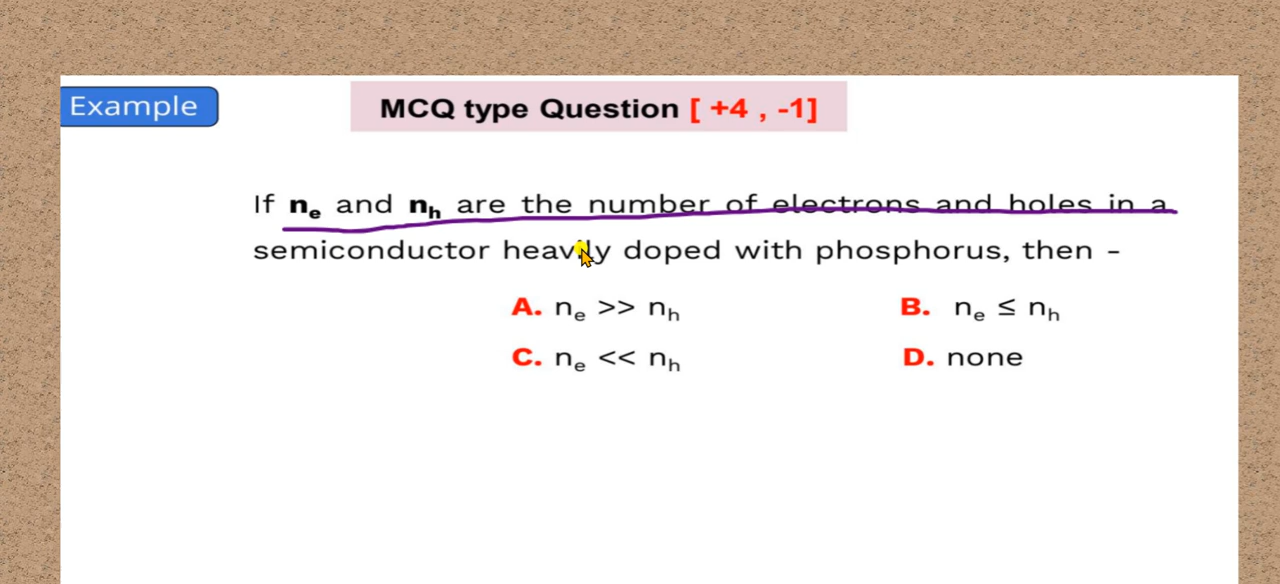 Example
MCQ type Question [ +4 , -1]
If nₑ and nₕ are the number of electrons and holes in a
semiconductor heavily doped with phosphorus, then -
A. nₑ >> nₕ
B. nₑ ≤ nₕ
C. nₑ << nₕ
D. none